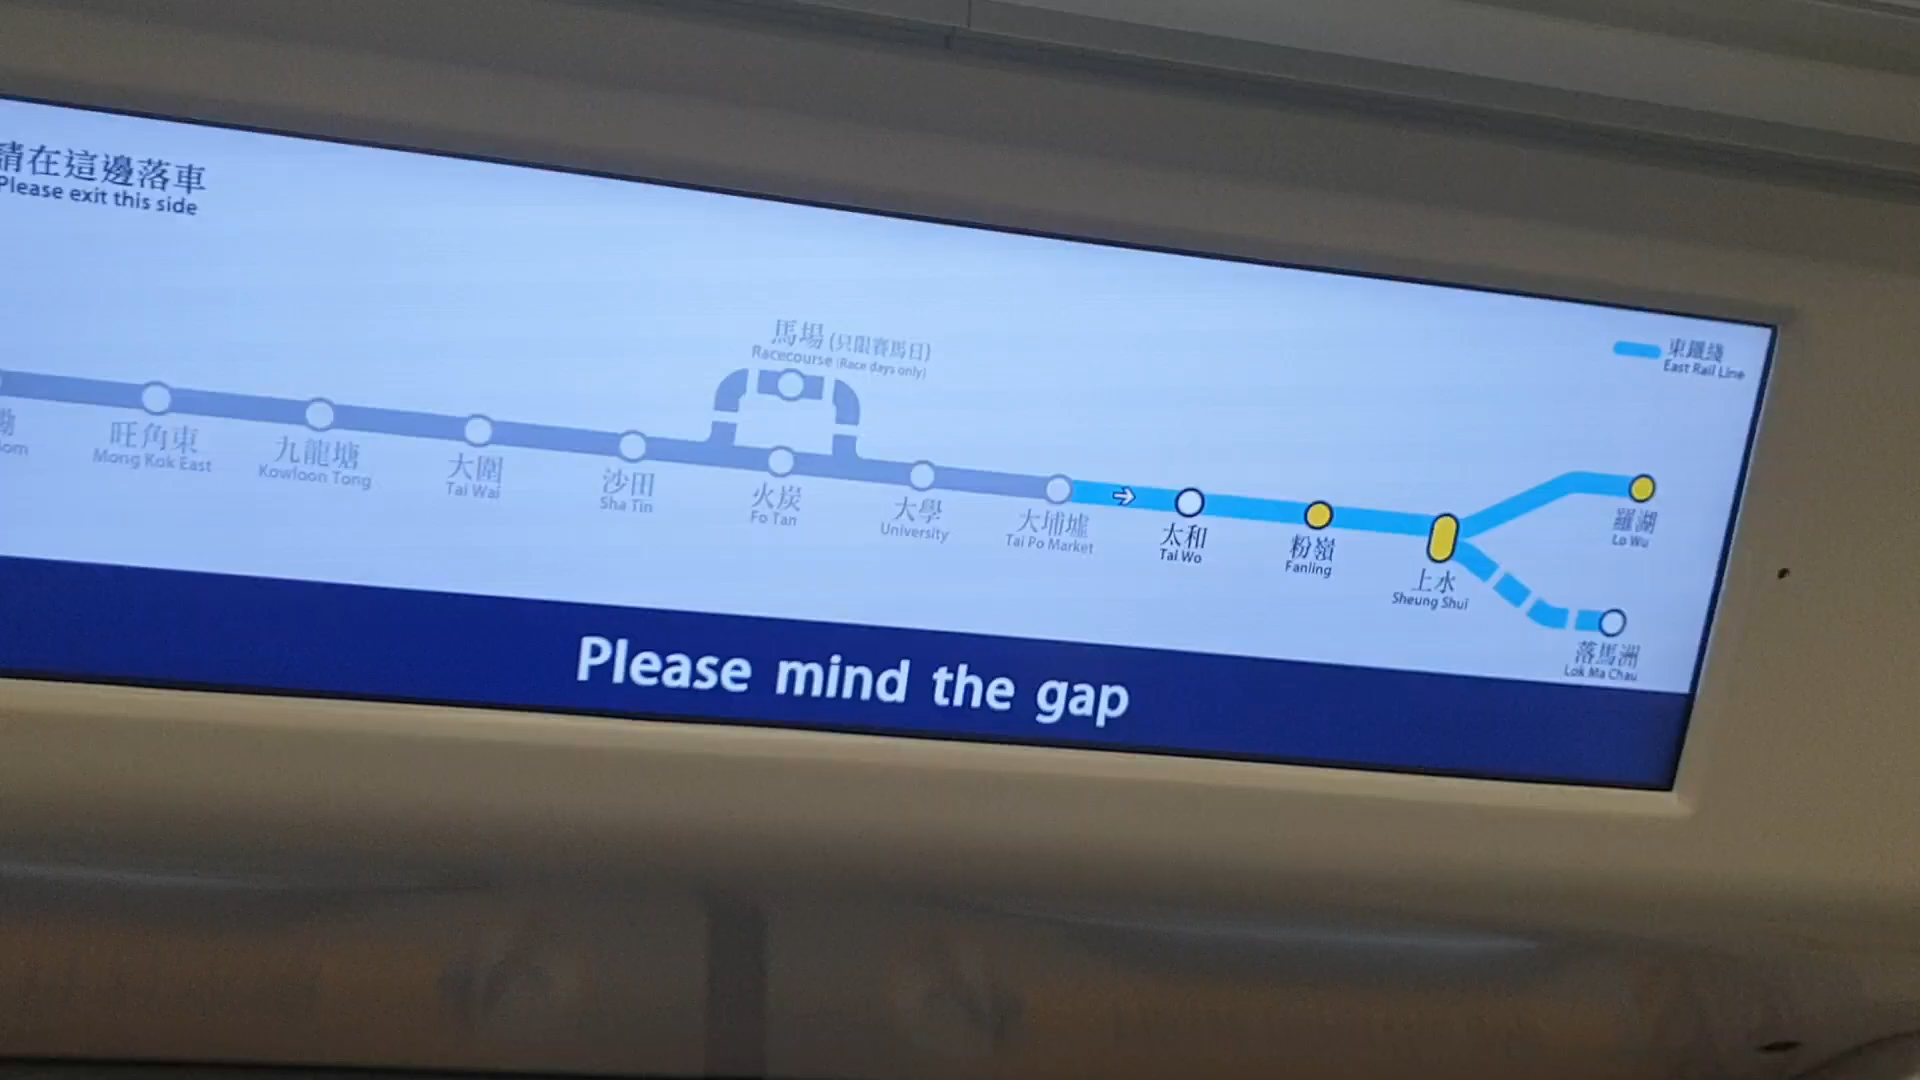 請在這邊落車
Please exit this side
馬場 (只限賽馬日)
Racecourse (Race days only)
東鐵綫
East Rail Line
旺角東
Mong Kok East
九龍塘
Kowloon Tong
大圍
Tai Wai
沙田
Sha Tin
火炭
Fo Tan
大學
University
大埔墟
Tai Po Market
太和
Tai Wo
粉嶺
Fanling
上水
Sheung Shui
羅湖
Lo Wu
落馬洲
Lok Ma Chau
Please mind the gap